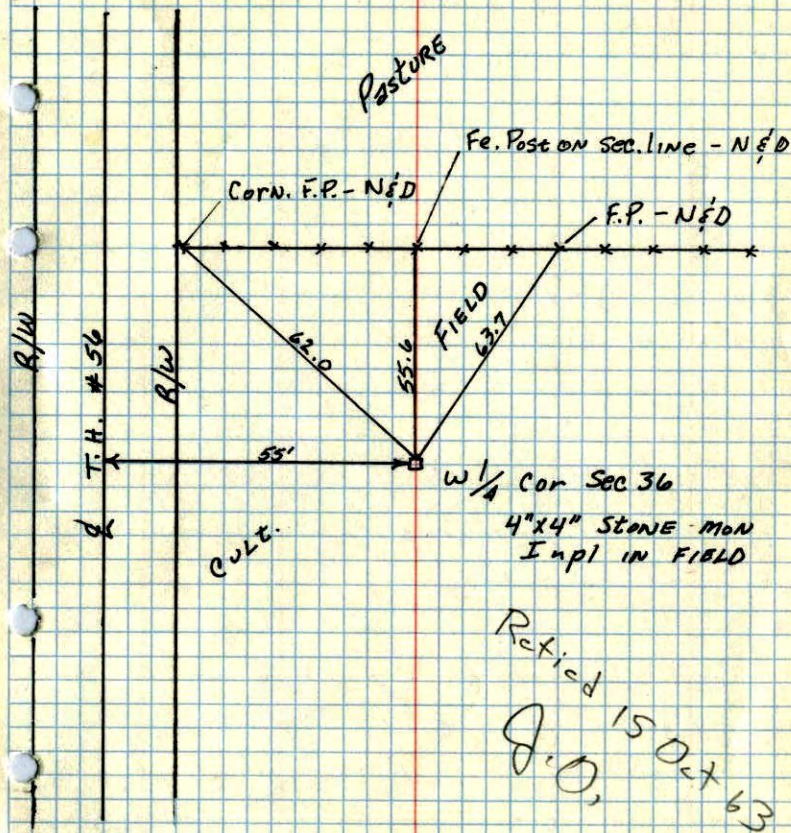 Pasture
Fe. Post on Sec. line - N & D
Corn. F.P. - N & D
F.P. - N & D
R/W
T.H. #56
R/W
62.0
55.6
FIELD
63.7
55'
W 1/4 Cor Sec 36
4"X4" STONE MON
Inpl IN FIELD
℄
Cult.
Retied 15 Oct 63
J.O.